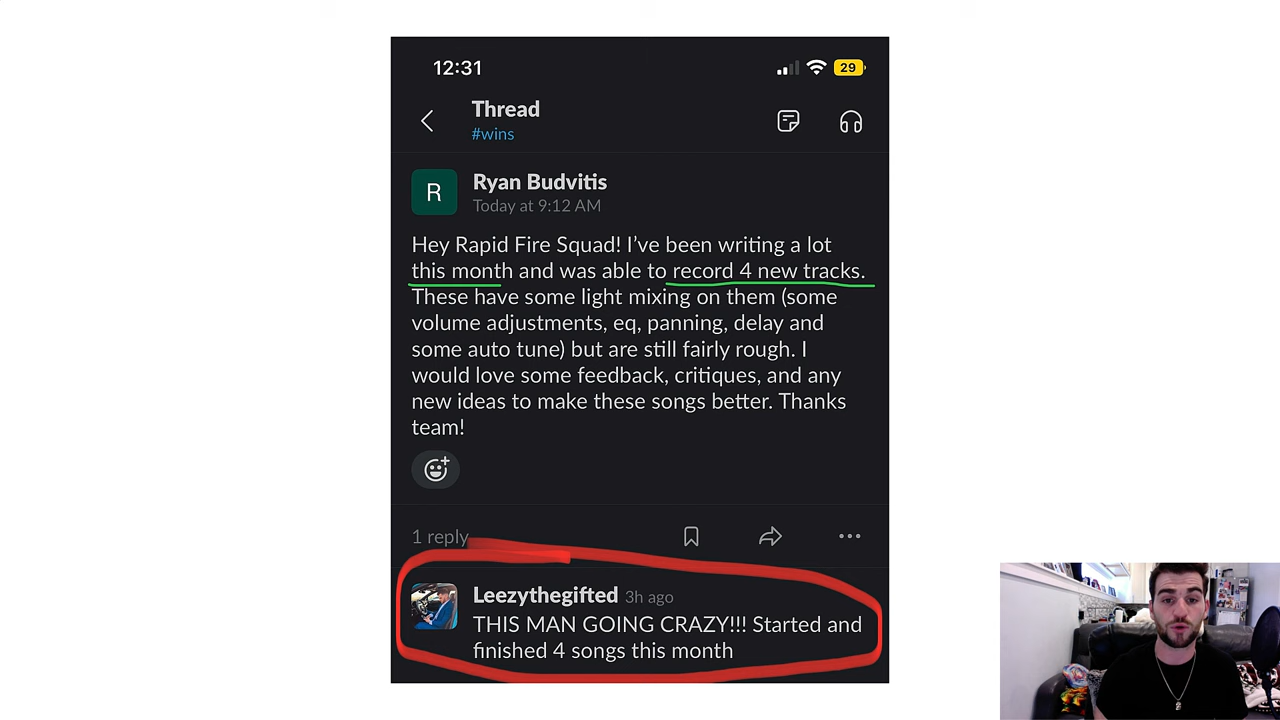 12:31
29
Thread
#wins
R
Ryan Budvitis
Today at 9:12 AM
Hey Rapid Fire Squad! I've been writing a lot
this month and was able to record 4 new tracks.
These have some light mixing on them (some
volume adjustments, eq, panning, delay and
some auto tune) but are still fairly rough. I
would love some feedback, critiques, and any
new ideas to make these songs better. Thanks
team!
1 reply
Leezythegifted 3h ago
THIS MAN GOING CRAZY!!! Started and
finished 4 songs this month